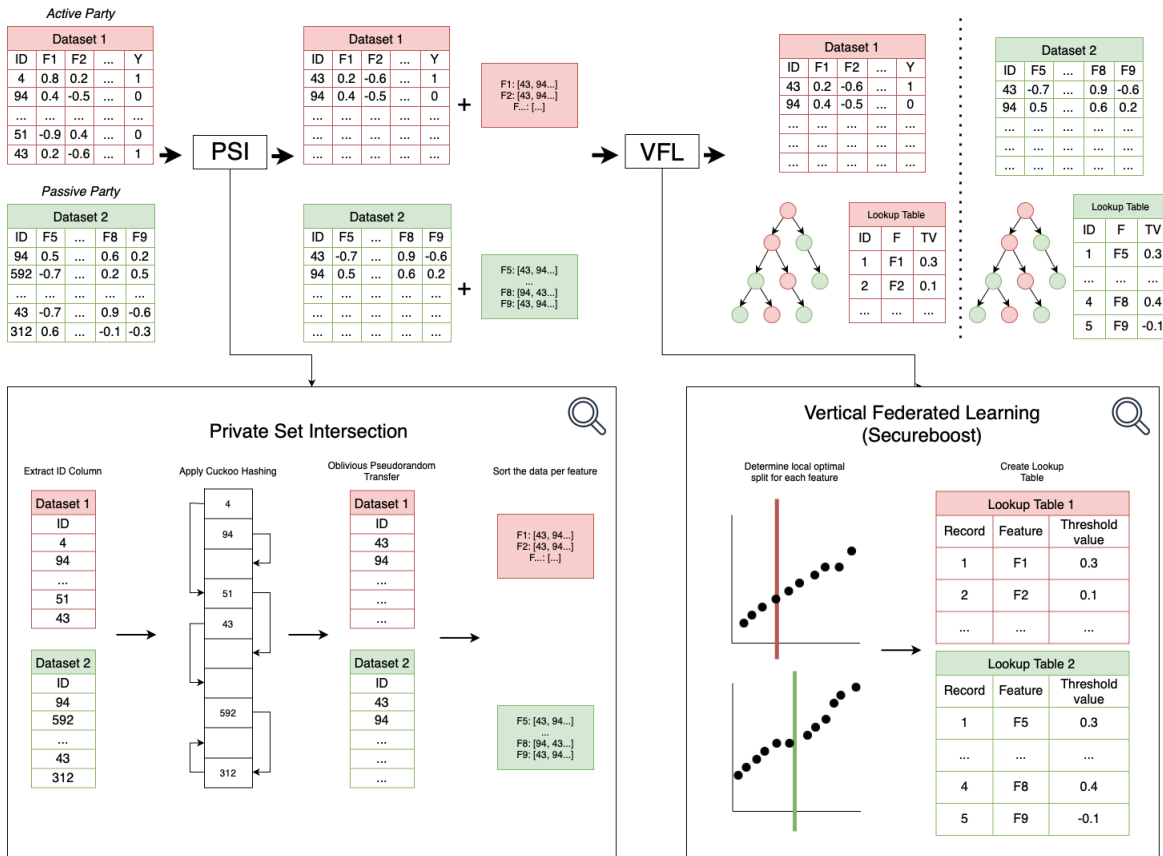 Active Party
Dataset 1
ID F1 F2 ... Y
4 0.8 0.2 ... 1
94 0.4 -0.5 ... 0
... ... ... ... ...
51 -0.9 0.4 ... 0
43 0.2 -0.6 ... 1
Passive Party
Dataset 2
ID F5 ... F8 F9
94 0.5 ... 0.6 0.2
592 -0.7 ... 0.2 0.5
... ... ... ... ...
43 -0.7 ... 0.9 -0.6
312 0.6 ... -0.1 -0.3
PSI
Dataset 1
ID F1 F2 ... Y
43 0.2 -0.6 ... 1
94 0.4 -0.5 ... 0
... ... ... ... ...
... ... ... ... ...
... ... ... ... ...
+
F1: [43, 94...]
F2: [43, 94...]
F...: [...]
Dataset 2
ID F5 ... F8 F9
43 -0.7 ... 0.9 -0.6
94 0.5 ... 0.6 0.2
... ... ... ... ...
... ... ... ... ...
... ... ... ... ...
+
F5: [43, 94...]
...
F8: [94, 43...]
F9: [43, 94...]
VFL
Dataset 1
ID F1 F2 ... Y
43 0.2 -0.6 ... 1
94 0.4 -0.5 ... 0
... ... ... ... ...
... ... ... ... ...
... ... ... ... ...
Lookup Table
ID F TV
1 F1 0.3
2 F2 0.1
... ... ...
Dataset 2
ID F5 ... F8 F9
43 -0.7 ... 0.9 -0.6
94 0.5 ... 0.6 0.2
... ... ... ... ...
... ... ... ... ...
... ... ... ... ...
Lookup Table
ID F TV
1 F5 0.3
... ... ...
4 F8 0.4
5 F9 -0.1
Private Set Intersection
Extract ID Column
Dataset 1
ID
4
94
...
51
43
Dataset 2
ID
94
592
...
43
312
Apply Cuckoo Hashing
4
94
51
43
592
312
Oblivious Pseudorandom
Transfer
Dataset 1
ID
43
94
...
...
...
Dataset 2
ID
43
94
...
...
...
Sort the data per feature
F1: [43, 94...]
F2: [43, 94...]
F...: [...]
F5: [43, 94...]
...
F8: [94, 43...]
F9: [43, 94...]
Vertical Federated Learning
(Secureboost)
Determine local optimal
split for each feature
Create Lookup
Table
Lookup Table 1
Record Feature Threshold
value
1 F1 0.3
2 F2 0.1
... ... ...
Lookup Table 2
Record Feature Threshold
value
1 F5 0.3
... ... ...
4 F8 0.4
5 F9 -0.1